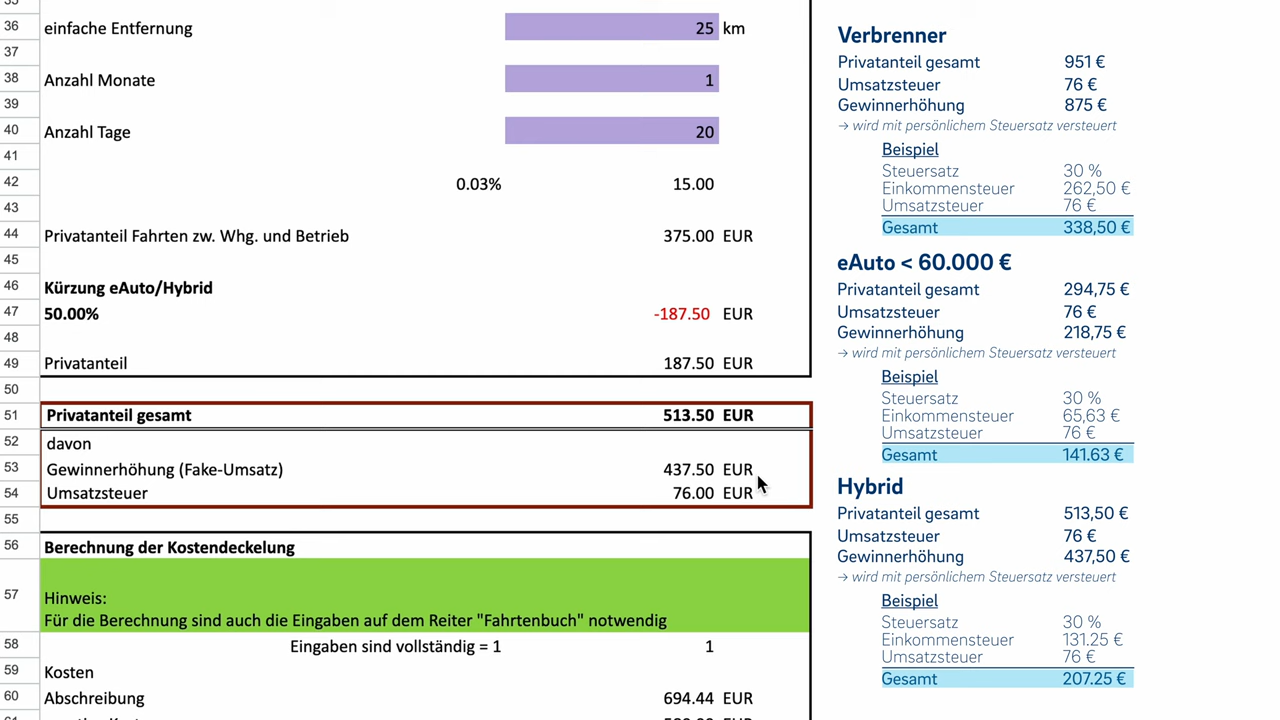 35
36 einfache Entfernung 25 km
37
38 Anzahl Monate 1
39
40 Anzahl Tage 20
41
42 0.03% 15.00
43
44 Privatanteil Fahrten zw. Whg. und Betrieb 375.00 EUR
45
46 Kürzung eAuto/Hybrid
47 50.00% -187.50 EUR
48
49 Privatanteil 187.50 EUR
50
51 Privatanteil gesamt 513.50 EUR
52 davon
53 Gewinnerhöhung (Fake-Umsatz) 437.50 EUR
54 Umsatzsteuer 76.00 EUR
55
56 Berechnung der Kostendeckelung
57 Hinweis:
Für die Berechnung sind auch die Eingaben auf dem Reiter "Fahrtenbuch" notwendig
58 Eingaben sind vollständig = 1 1
59 Kosten
60 Abschreibung 694.44 EUR
61
Verbrenner
Privatanteil gesamt 951 €
Umsatzsteuer 76 €
Gewinnerhöhung 875 €
→ wird mit persönlichem Steuersatz versteuert
Beispiel
Steuersatz 30 %
Einkommensteuer 262,50 €
Umsatzsteuer 76 €
Gesamt 338,50 €
eAuto < 60.000 €
Privatanteil gesamt 294,75 €
Umsatzsteuer 76 €
Gewinnerhöhung 218,75 €
→ wird mit persönlichem Steuersatz versteuert
Beispiel
Steuersatz 30 %
Einkommensteuer 65,63 €
Umsatzsteuer 76 €
Gesamt 141.63 €
Hybrid
Privatanteil gesamt 513,50 €
Umsatzsteuer 76 €
Gewinnerhöhung 437,50 €
→ wird mit persönlichem Steuersatz versteuert
Beispiel
Steuersatz 30 %
Einkommensteuer 131.25 €
Umsatzsteuer 76 €
Gesamt 207.25 €